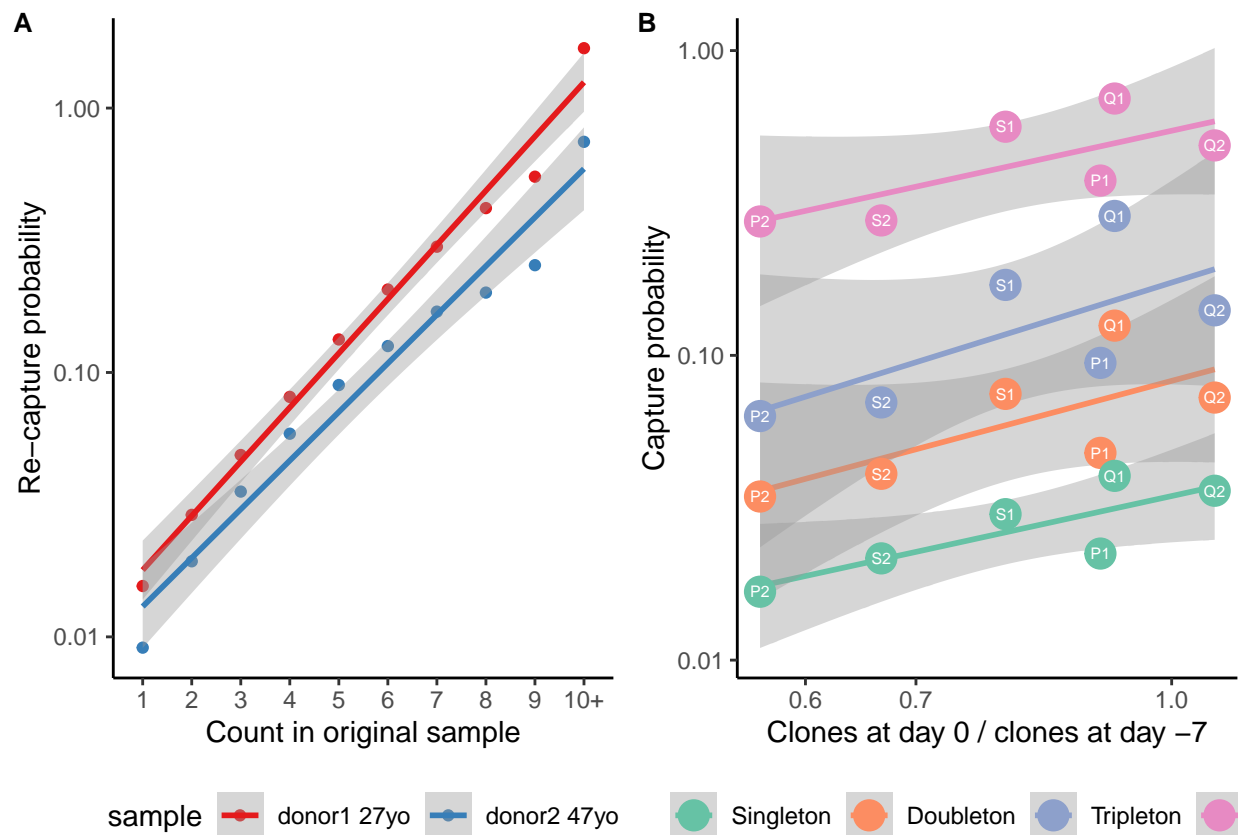 A
Re−capture probability
1.00
0.10
0.01
1 2 3 4 5 6 7 8 9 10+
Count in original sample
B
Capture probability
1.00
0.10
0.01
Q1
S1
Q2
P1
P2
S2
Q1
S1
Q2
P1
S2
P2
Q1
S1
Q2
P1
S2
P2
Q1
Q2
S1
P1
S2
P2
0.6 0.7 1.0
Clones at day 0 / clones at day −7
sample donor1 27yo donor2 47yo Singleton Doubleton Tripleton